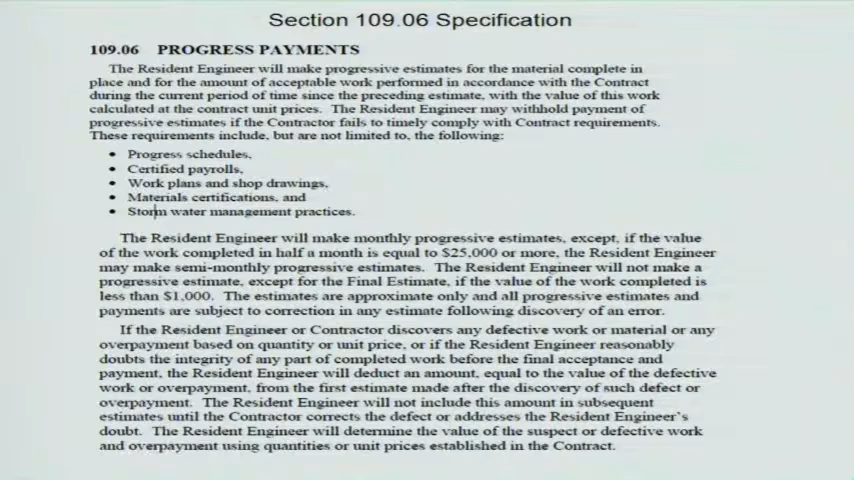 Section 109.06 Specification
109.06 PROGRESS PAYMENTS
The Resident Engineer will make progressive estimates for the material complete in
place and for the amount of acceptable work performed in accordance with the Contract
during the current period of time since the preceding estimate, with the value of this work
calculated at the contract unit prices. The Resident Engineer may withhold payment of
progressive estimates if the Contractor fails to timely comply with Contract requirements.
These requirements include, but are not limited to, the following:
• Progress schedules,
• Certified payrolls,
• Work plans and shop drawings,
• Materials certifications, and
• Storm water management practices.
The Resident Engineer will make monthly progressive estimates, except, if the value
of the work completed in half a month is equal to $25,000 or more, the Resident Engineer
may make semi-monthly progressive estimates. The Resident Engineer will not make a
progressive estimate, except for the Final Estimate, if the value of the work completed is
less than $1,000. The estimates are approximate only and all progressive estimates and
payments are subject to correction in any estimate following discovery of an error.
If the Resident Engineer or Contractor discovers any defective work or material or any
overpayment based on quantity or unit price, or if the Resident Engineer reasonably
doubts the integrity of any part of completed work before the final acceptance and
payment, the Resident Engineer will deduct an amount, equal to the value of the defective
work or overpayment, from the first estimate made after the discovery of such defect or
overpayment. The Resident Engineer will not include this amount in subsequent
estimates until the Contractor corrects the defect or addresses the Resident Engineer's
doubt. The Resident Engineer will determine the value of the suspect or defective work
and overpayment using quantities or unit prices established in the Contract.